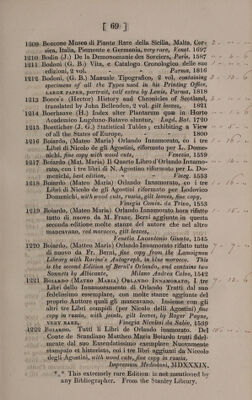 [ 69 ]
1209 Boccone Museo di Piante Rare della Sicilia, Malta, Cor-
sica, Italia, Piemonte e Germania, very rare, Venet. 1697
1210 Bodin (J.) De la Demonomanie des Sorciers, Paris, 1587
1211 Bodoni (G. B.) Vita, e Catalogo Cronologico delle sue
edizioni, 2 vol. - - Parma, 1816
1212 Bodoni, (G. B.) Manuale Tipografico, 2 vol. containing
specimens of all the Types used in his Printing Office,
LARGE PAPER, portrait, calf extra by Lewis, Parma, 1818
1213 Boece's (Hector) History and Chronicles of Scotland,
translated by John Bellenden, 2 vol. gilt leaves, 1821
1214 Boerhaave (H.) Index alter Plantarum quæ in Horto
Academico Lugduno-Batavo aluntur, Lugd. Bat. 1720
1215 Boetticher (J. G.) Statistical Tables; exhibiting a View
of all the States of Europe, - - 1800
1216 Boiardo, (Matteo Maria) Orlando Innamorato, co i tre
Libri di Nicolo de gli Agostini, riformato per L. Dome-
nichi, fine copy with wood cuts, Venezia, 1553
1217 Boiardo (Mat. Maria) Il Quarto Libro d'Orlando Innamo-
rato, con i tre libri di N. Agostini riformato per L. Do-
menichi, best edition, - Vineg. 1553
1218 Boiardo, (Matteo Maria) Orlando Innamorato, co i tre
Libri di Nicolo de gli Agostini riformato per Lodovico
Domenichi, with wood cuts, russia, gilt leaves, fine copy,
Vinegia Comin. da Trino, 1553
1219 Boiardo, (Matteo Maria) Orlando Innamorato hora rifatto
tutto di nuovo da M. Franc. Berni aggiunte in questa
seconda editione molte stanze del autore che nel altro
mancavano, red morocco, gilt leaves,
Venetia Lucantonio Giunta, 1545
1220 Boiardo, (Matteo Maria) Orlando Innamorato rifatto tutto
di nuovo da Fr. Berni, fine copy from the Lamoignon
Library with Racine's Autograph, in blue morocco. This
is the second Edition of Berni's Orlando, and contains two
Sonnets by Albicante, Milano Andrea Calvo, 1542
1221 BOIARDO (MATTEO MARIA) ORLANDO INNAMORATO, I tre
Libri dello Innamoramento di Orlando Tratti dal suo
fedelissimo essemplare, con molte stanze aggiunte del
proprio Auttore quali gli mancavano. Insieme con gli
altri tre Libri compidi (per Nicolo delli Agostini) fine
copy in russia, with joints, gilt leaves, by Roger Payne,
VERY RARE, Vinegia Nicolini da Sabio, 1539
1222 BOIARDO. Tutti li Libri de Orlando inamorato, Del
Conte de Scandiano Mattheo Maria Boiardo tratti fidel-
mente dal suo Emendatissimo exemplare Nuovamente
stampato et historiato, coi i tre libri aggiunti da Niccolo
degli Agostini, with wood cuts, fine copy in russia,
Impressum Mediolani, MDXXXIX.
*.* This extremely rare Edition is not mentioned by
any Bibliographer. From the Stanley Library.